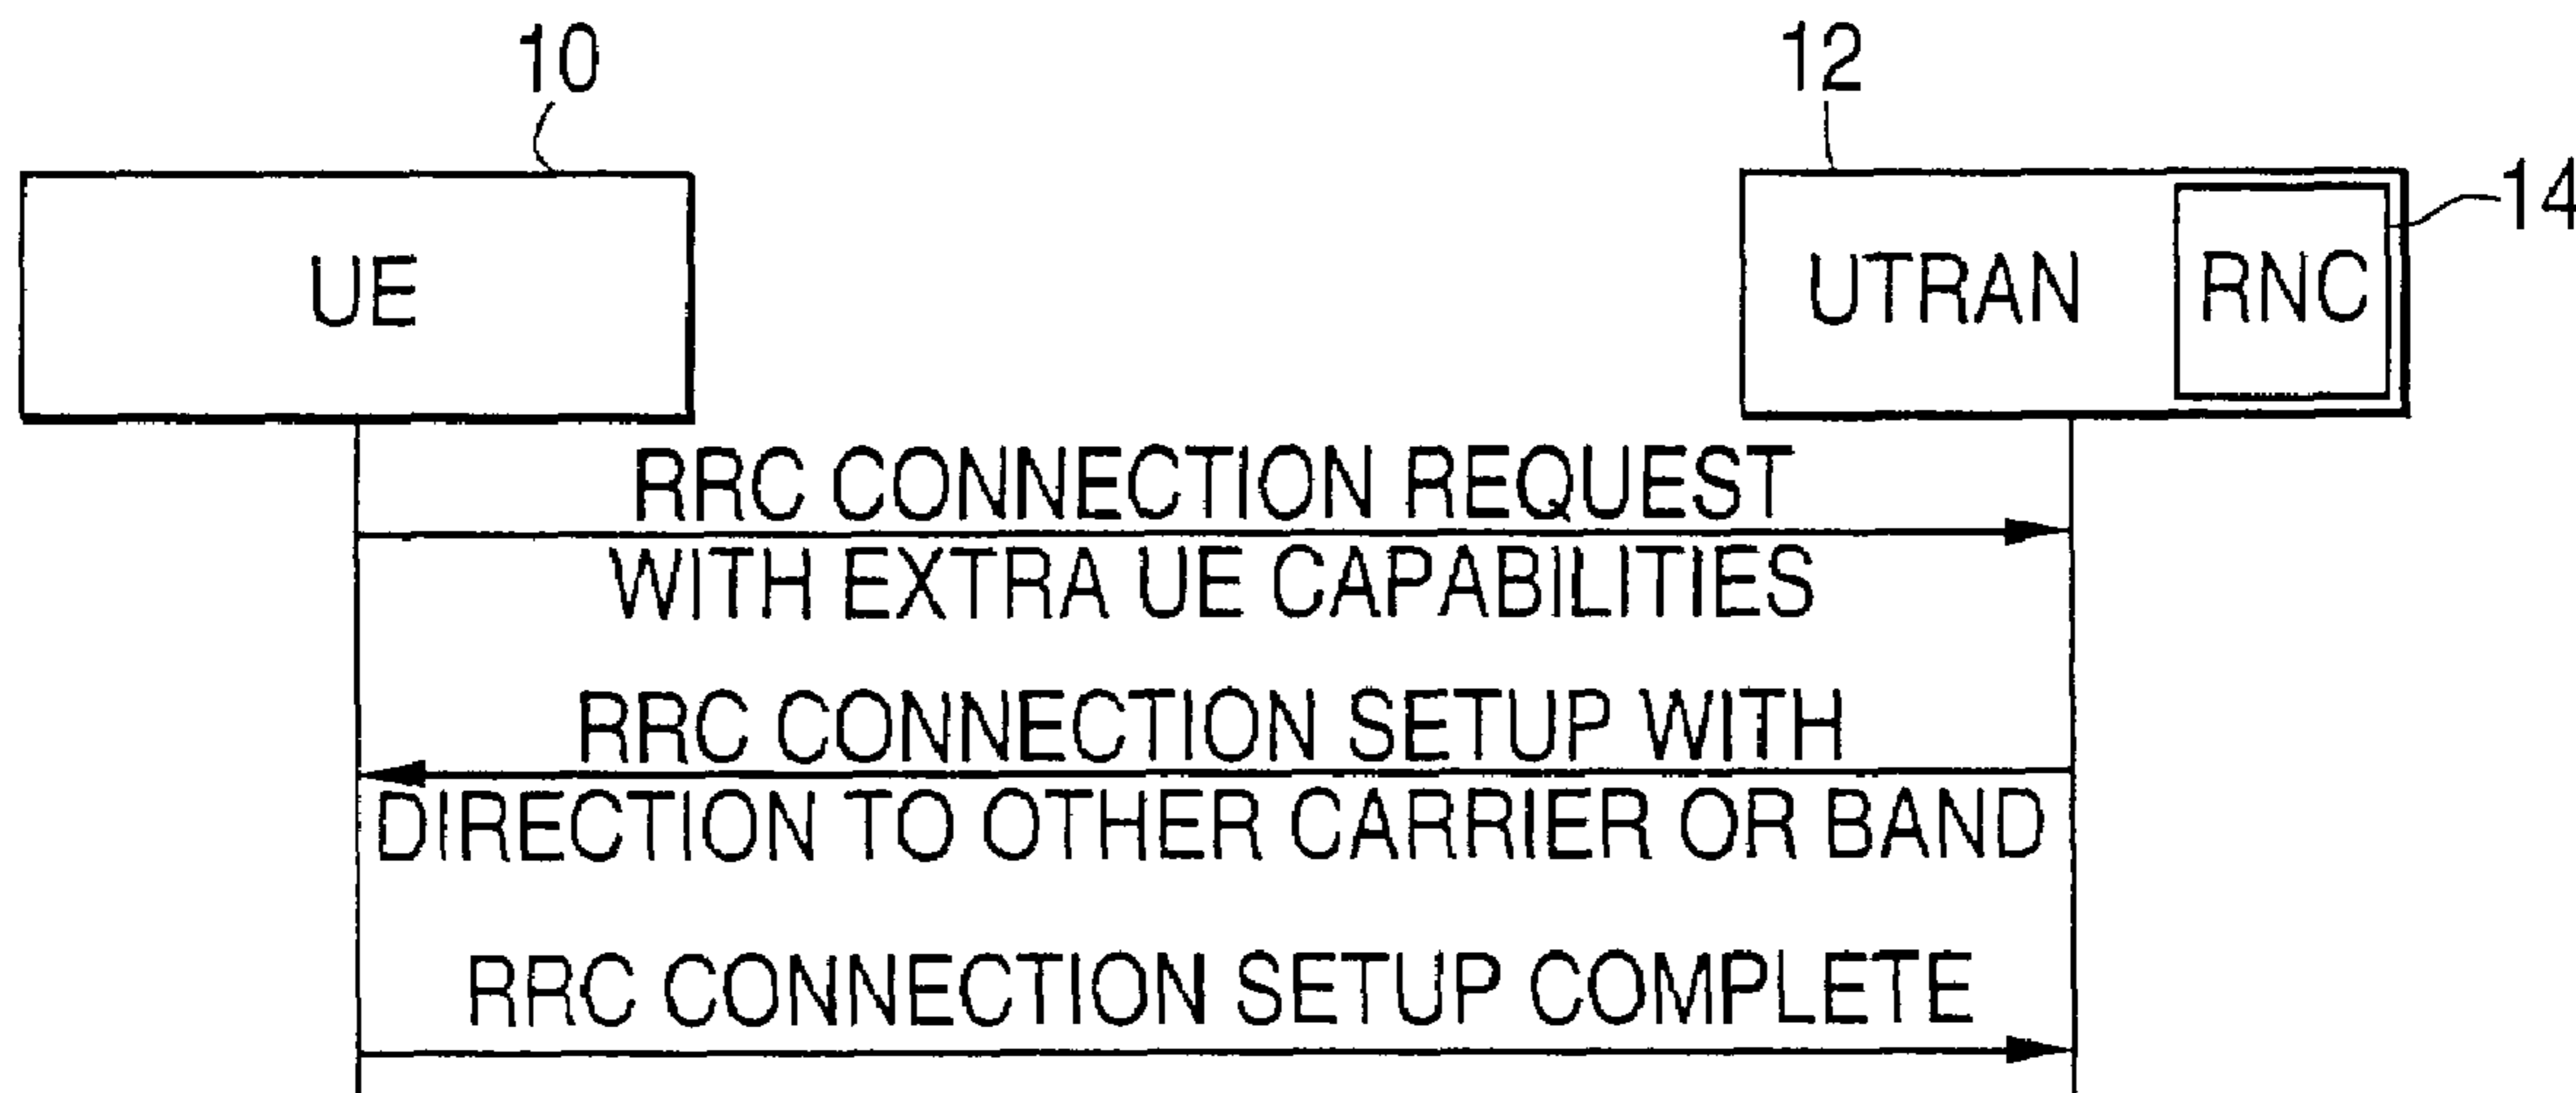 10
12
14
UE
UTRAN
RNC
RRC CONNECTION REQUEST
WITH EXTRA UE CAPABILITIES
RRC CONNECTION SETUP WITH
DIRECTION TO OTHER CARRIER OR BAND
RRC CONNECTION SETUP COMPLETE